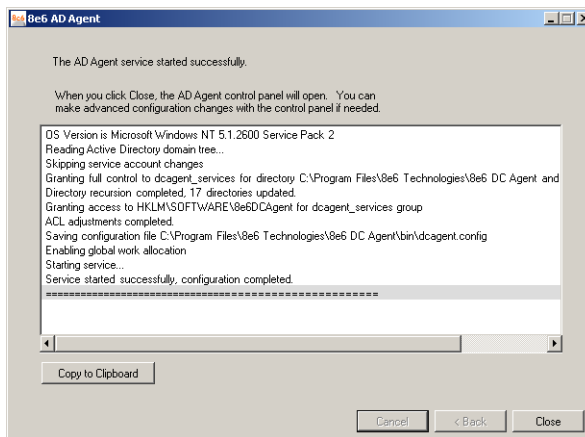 8e6 AD Agent
The AD Agent service started successfully.
When you click Close, the AD Agent control panel will open. You can
make advanced configuration changes with the control panel if needed.
OS Version is Microsoft Windows NT 5.1.2600 Service Pack 2
Reading Active Directory domain tree...
Skipping service account changes
Granting full control to dcagent_services for directory C:\Program Files\8e6 Technologies\8e6 DC Agent and
Directory recursion completed, 17 directories updated.
Granting access to HKLM\SOFTWARE\8e6DCAgent for dcagent_services group
ACL adjustments completed.
Saving configuration file C:\Program Files\8e6 Technologies\8e6 DC Agent\bin\dcagent.config
Enabling global work allocation
Starting service...
Service started successfully, configuration completed.
======================================================
Copy to Clipboard
Cancel < Back Close